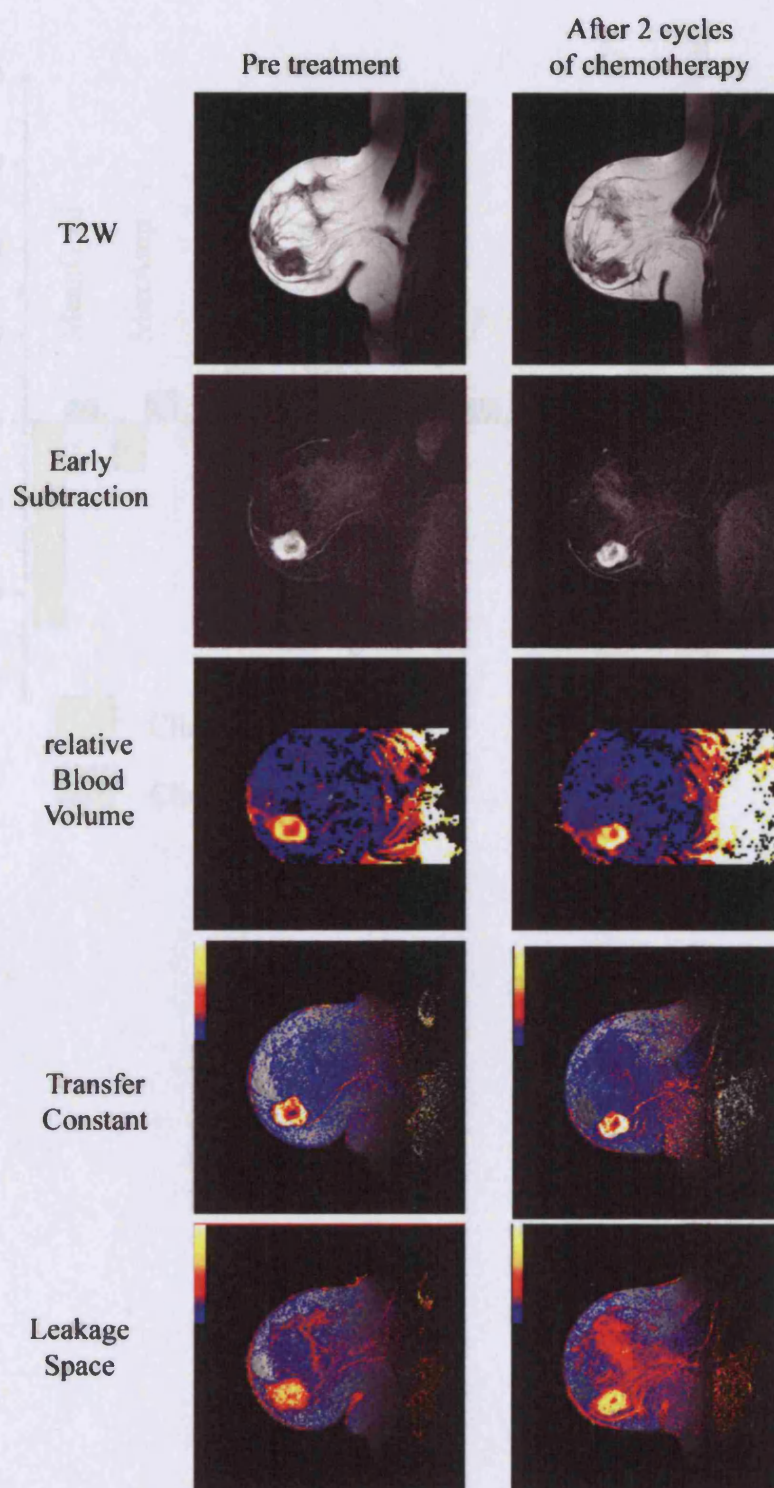 Pre treatment
After 2 cycles
of chemotherapy
T2W
Early
Subtraction
relative
Blood
Volume
Transfer
Constant
Leakage
Space